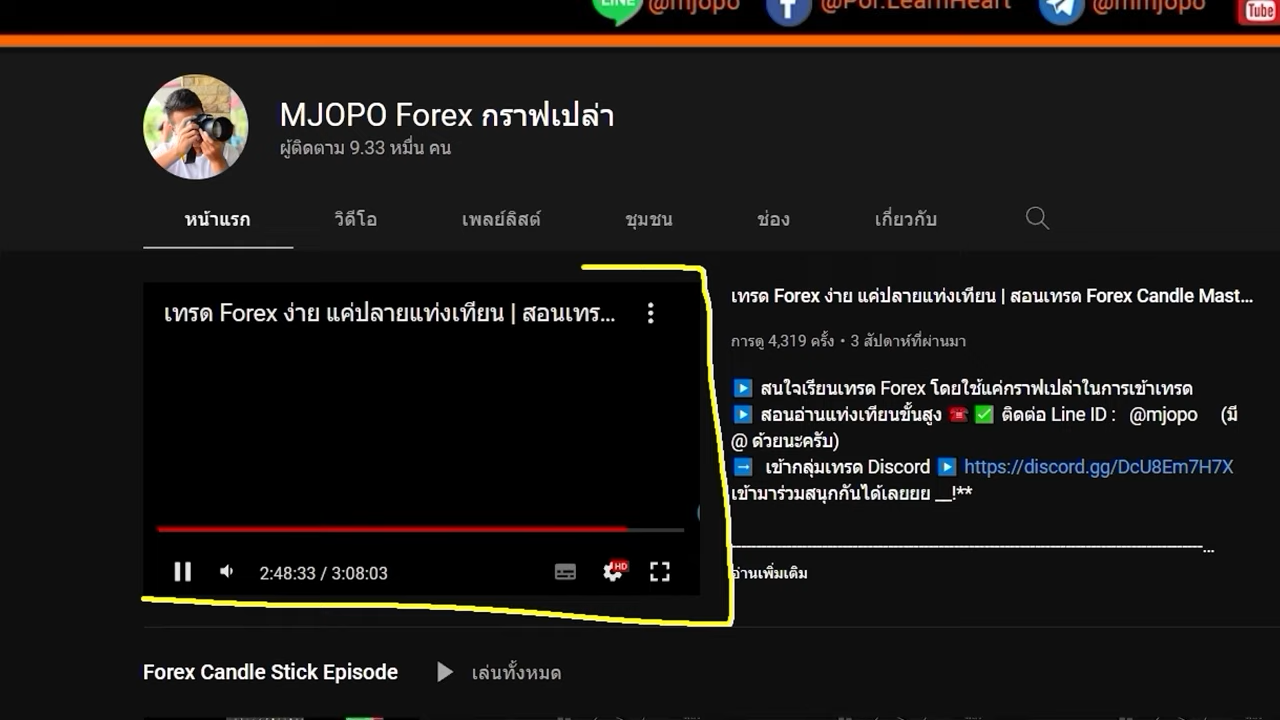 LINE @mjopo @Por.LearnHeart @mmjopo Tube
MJOPO Forex กราฟเปล่า
ผู้ติดตาม 9.33 หมื่น คน
หน้าแรก วิดีโอ เพลย์ลิสต์ ชุมชน ช่อง เกี่ยวกับ
เทรด Forex ง่าย แค่ปลายแท่งเทียน | สอนเทร...
2:48:33 / 3:08:03
HD
เทรด Forex ง่าย แค่ปลายแท่งเทียน | สอนเทรด Forex Candle Mast...
การดู 4,319 ครั้ง • 3 สัปดาห์ที่ผ่านมา
สนใจเรียนเทรด Forex โดยใช้แค่กราฟเปล่าในการเข้าเทรด
สอนอ่านแท่งเทียนขั้นสูง ☎️ ✅ ติดต่อ Line ID : @mjopo (มี
@ ด้วยนะครับ)
เข้ากลุ่มเทรด Discord https://discord.gg/DcU8Em7H7X
เข้ามาร่วมสนุกกันได้เลยยย __!**
อ่านเพิ่มเติม
Forex Candle Stick Episode เล่นทั้งหมด